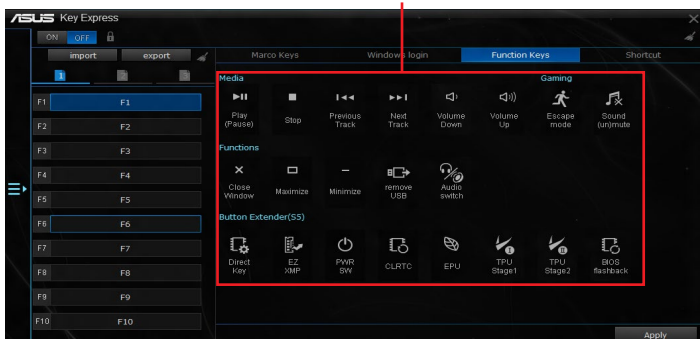 ASUS Key Express
ON OFF
import export
Marco Keys Windows login Function Keys Shortcut
1
Media Gaming
Play (Pause)
Stop
Previous Track
Next Track
Volume Down
Volume Up
Escape mode
Sound (un)mute
Functions
Close Window
Maximize
Minimize
remove USB
Audio switch
Button Extender(S5)
Direct Key
EZ XMP
PWR SW
CLRTC
EPU
TPU Stage1
TPU Stage2
BIOS flashback
F1 F1
F2 F2
F3 F3
F4 F4
F5 F5
F6 F6
F7 F7
F8 F8
F9 F9
F10 F10
Apply